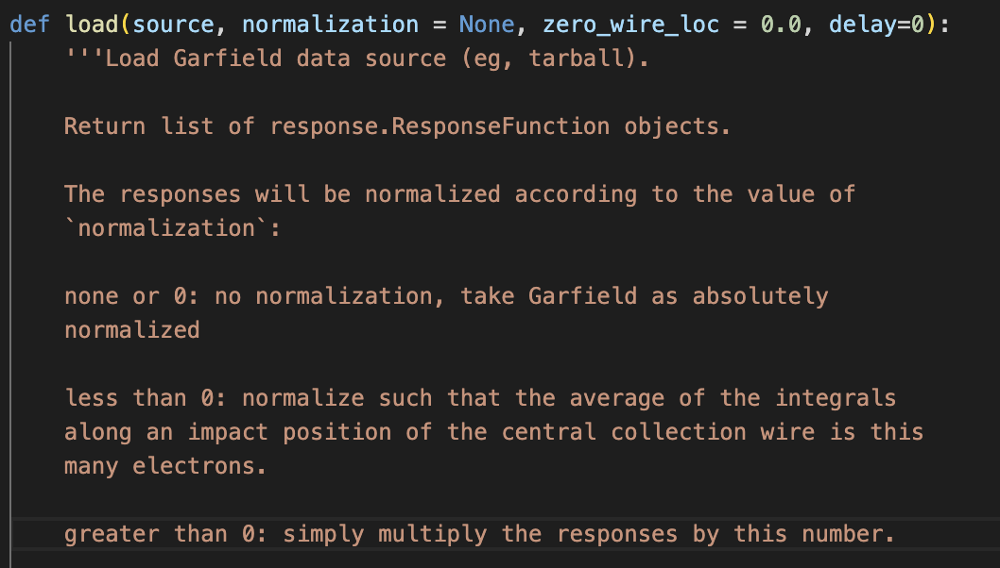 def load(source, normalization = None, zero_wire_loc = 0.0, delay=0):
'''Load Garfield data source (eg, tarball).
Return list of response.ResponseFunction objects.
The responses will be normalized according to the value of
`normalization`:
none or 0: no normalization, take Garfield as absolutely
normalized
less than 0: normalize such that the average of the integrals
along an impact position of the central collection wire is this
many electrons.
greater than 0: simply multiply the responses by this number.